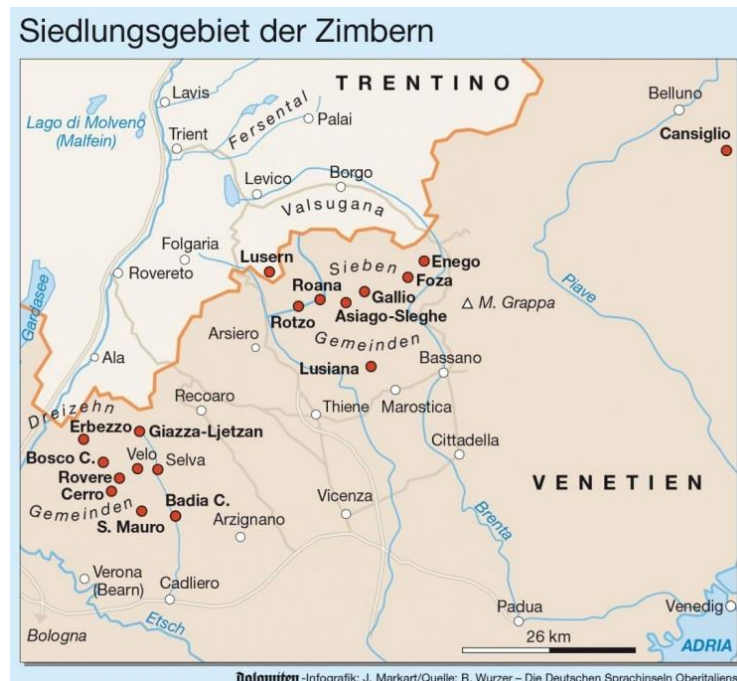 Siedlungsgebiet der Zimbern
TRENTINO
Lavis
Belluno
Lago di Molveno
(Malfein)
Fersental
Palai
Trient
Cansiglio
Levico
Borgo
Valsugana
Folgaria
Lusern
Sieben
Enego
Foza
Rovereto
Roana
Gallio
Piave
Gardasee
Rotzo
Asiago-Sleghe
M. Grappa
Arsiero
Gemeinden
Ala
Lusiana
Bassano
Recoaro
Dreizehn
Thiene
Marostica
Erbezzo
Giazza-Ljetzan
Bosco C.
Velo
Selva
Cittadella
Rovere
Cerro
VENETIEN
Gemeinden
Badia C.
Vicenza
S. Mauro
Arzignano
Brenta
Verona
(Bearn)
Cadliero
Etsch
Padua
Venedig
Bologna
26 km
ADRIA
Dolomiten -Infografik: J. Markart/Quelle: B. Wurzer – Die Deutschen Sprachinseln Oberitaliens